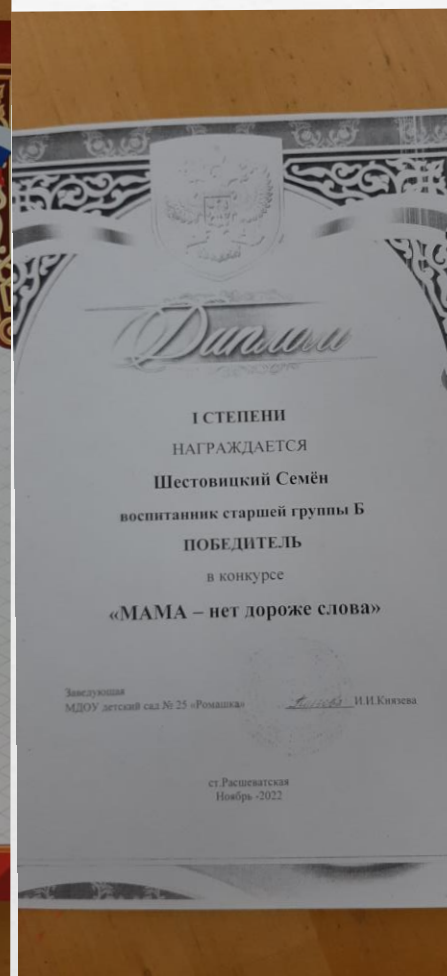 Диплом
I СТЕПЕНИ
НАГРАЖДАЕТСЯ
Шестовицкий Семён
воспитанник старшей группы Б
ПОБЕДИТЕЛЬ
в конкурсе
«МАМА – нет дороже слова»
Заведующая
МДОУ детский сад № 25 «Ромашка» И.И.Князева
ст.Расшеватская
Ноябрь -2022